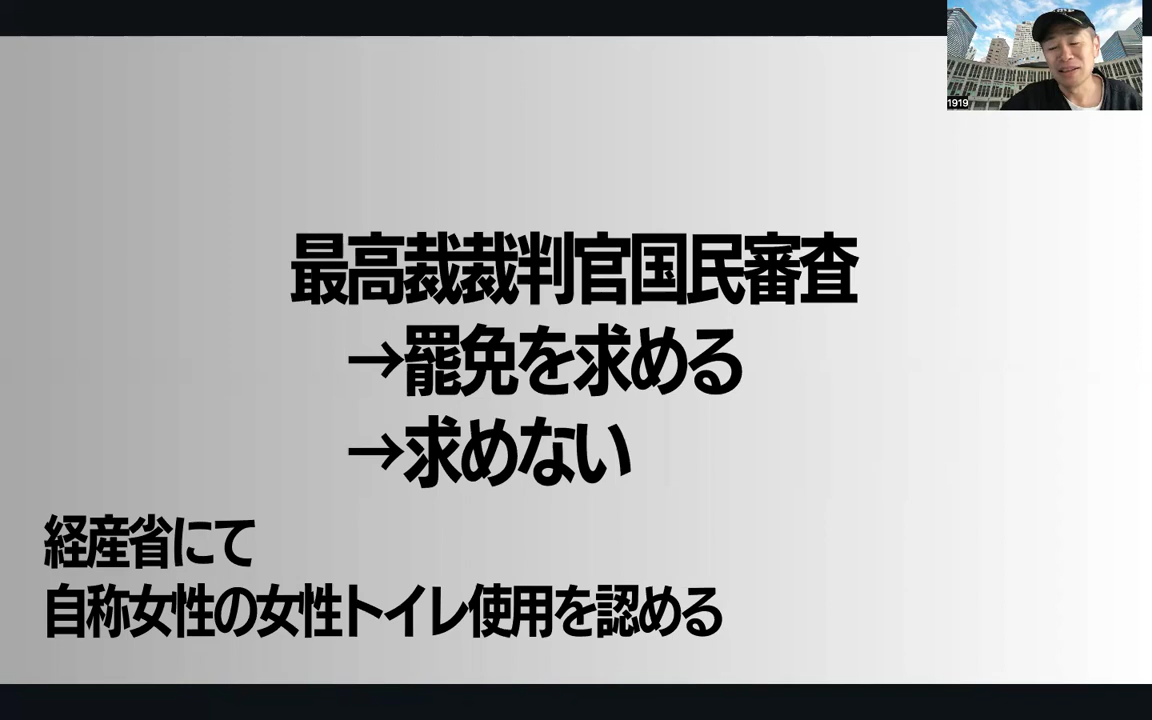 1919
最高裁裁判官国民審査
→罷免を求める
→求めない
経産省にて
自称女性の女性トイレ使用を認める